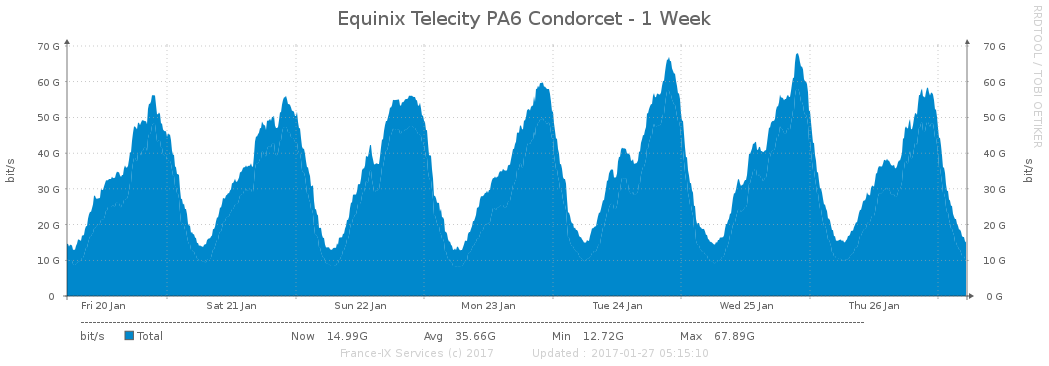 Equinix Telecity PA6 Condorcet - 1 Week
RRDTOOL / TOBI OETIKER
bit/s
70 G 70 G
60 G 60 G
50 G 50 G
40 G 40 G
30 G 30 G
20 G 20 G
10 G 10 G
0 0 G
bit/s
Fri 20 Jan Sat 21 Jan Sun 22 Jan Mon 23 Jan Tue 24 Jan Wed 25 Jan Thu 26 Jan
bit/s Total Now 14.99G Avg 35.66G Min 12.72G Max 67.89G
France-IX Services (c) 2017 Updated : 2017-01-27 05:15:10